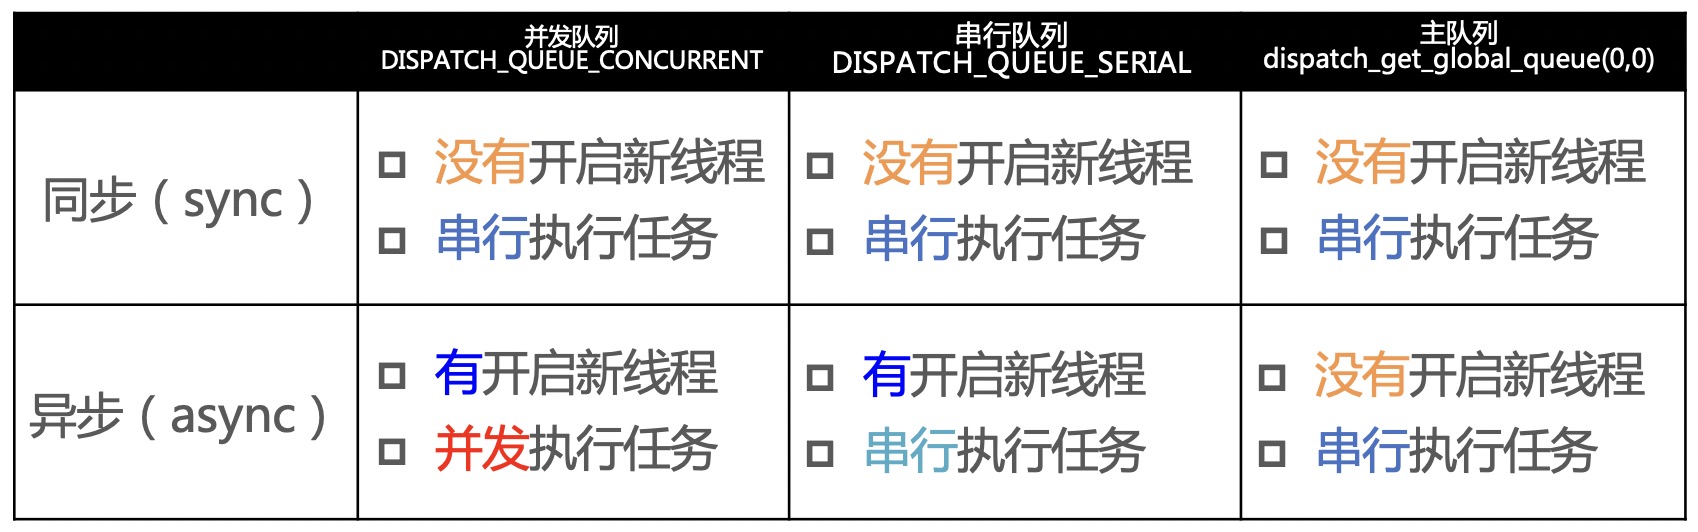 并发队列
DISPATCH_QUEUE_CONCURRENT
串行队列
DISPATCH_QUEUE_SERIAL
主队列
dispatch_get_global_queue(0,0)
同步（sync）
没有开启新线程
串行执行任务
没有开启新线程
串行执行任务
没有开启新线程
串行执行任务
异步（async）
有开启新线程
并发执行任务
有开启新线程
串行执行任务
没有开启新线程
串行执行任务